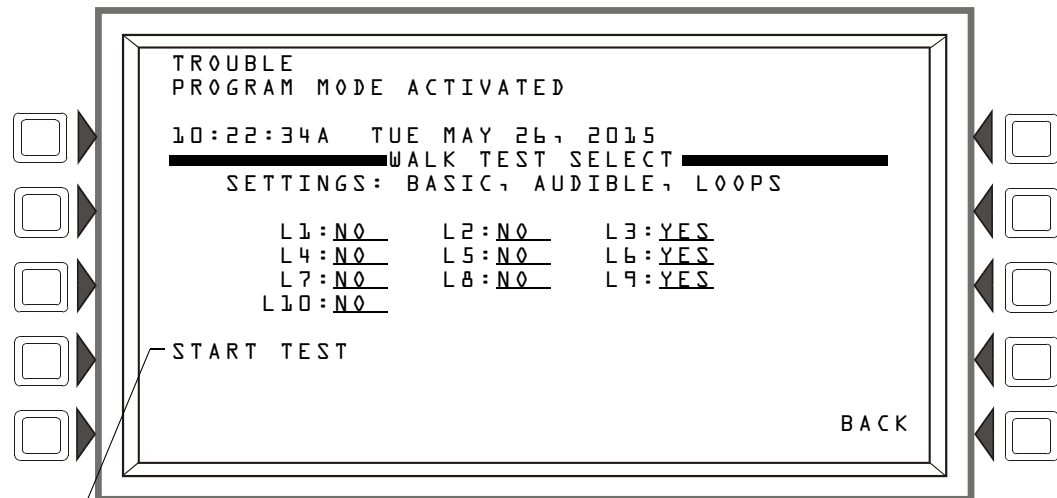 TROUBLE
PROGRAM MODE ACTIVATED
10:22:34A TUE MAY 26, 2015
WALK TEST SELECT
SETTINGS: BASIC, AUDIBLE, LOOPS
L1:NO L2:NO L3:YES
L4:NO L5:NO L6:YES
L7:NO L8:NO L9:YES
L10:NO
START TEST
BACK